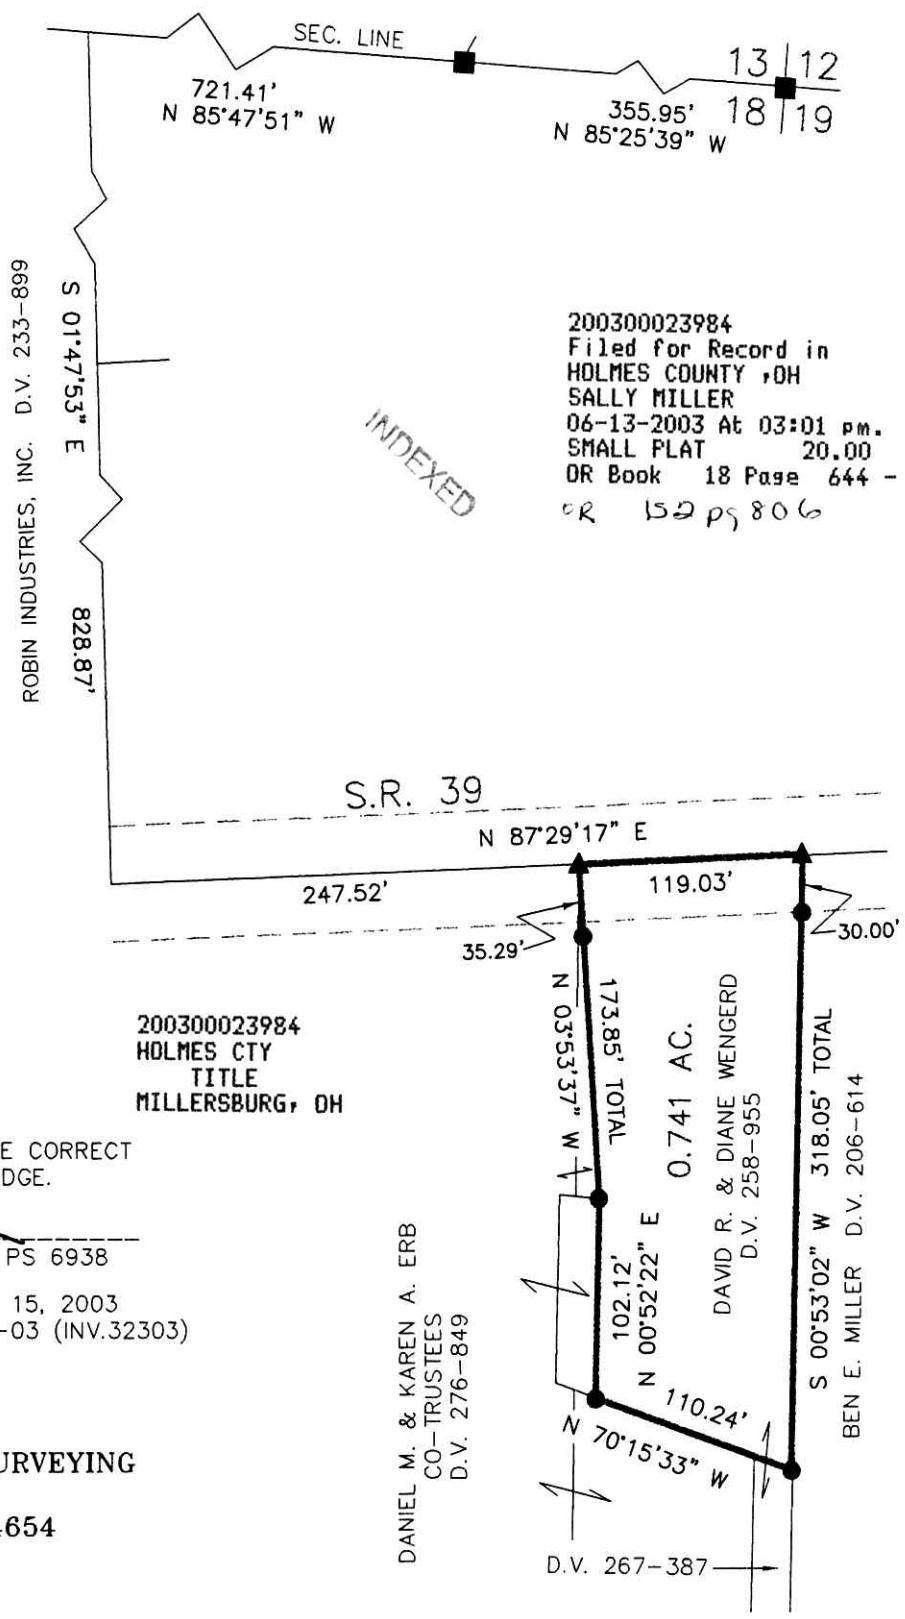 SEC. LINE
721.41'
N 85°47'51" W
355.95'
N 85°25'39" W
13 12
18 19
ROBIN INDUSTRIES, INC. D.V. 233-899
S 01°47'53" E
828.87'
INDEXED
200300023984
Filed for Record in
HOLMES COUNTY ,OH
SALLY MILLER
06-13-2003 At 03:01 pm.
SMALL PLAT 20.00
OR Book 18 Page 644 -
OR 152 pg 806
S.R. 39
N 87°29'17" E
247.52'
119.03'
35.29'
30.00'
N 03°53'37" W
173.85' TOTAL
0.741 AC.
DAVID R. & DIANE WENGERD
D.V. 258-955
S 00°53'02" W 318.05' TOTAL
BEN E. MILLER D.V. 206-614
200300023984
HOLMES CTY
TITLE
MILLERSBURG, OH
E CORRECT
DGE.
PS 6938
15, 2003
-03 (INV.32303)
URVEYING
4654
DANIEL M. & KAREN A. ERB
CO-TRUSTEES
D.V. 276-849
102.12'
N 00°52'22" E
110.24'
N 70°15'33" W
D.V. 267-387